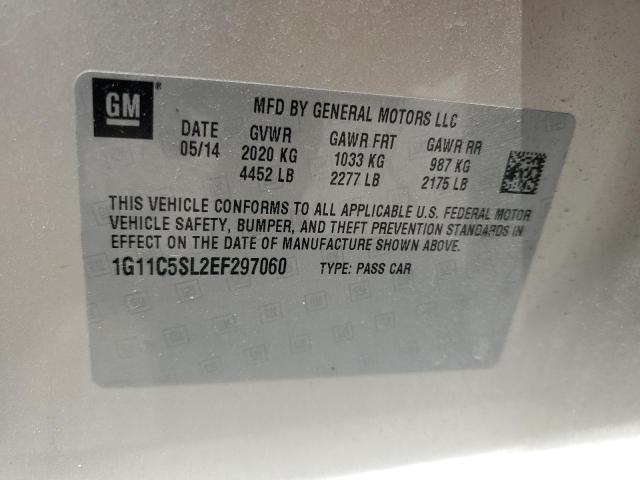 GM ®
MFD BY GENERAL MOTORS LLC
DATE GVWR GAWR FRT GAWR RR
05/14 2020 KG 1033 KG 987 KG
4452 LB 2277 LB 2175 LB
THIS VEHICLE CONFORMS TO ALL APPLICABLE U.S. FEDERAL MOTOR
VEHICLE SAFETY, BUMPER, AND THEFT PREVENTION STANDARDS IN
EFFECT ON THE DATE OF MANUFACTURE SHOWN ABOVE.
1G11C5SL2EF297060 TYPE: PASS CAR